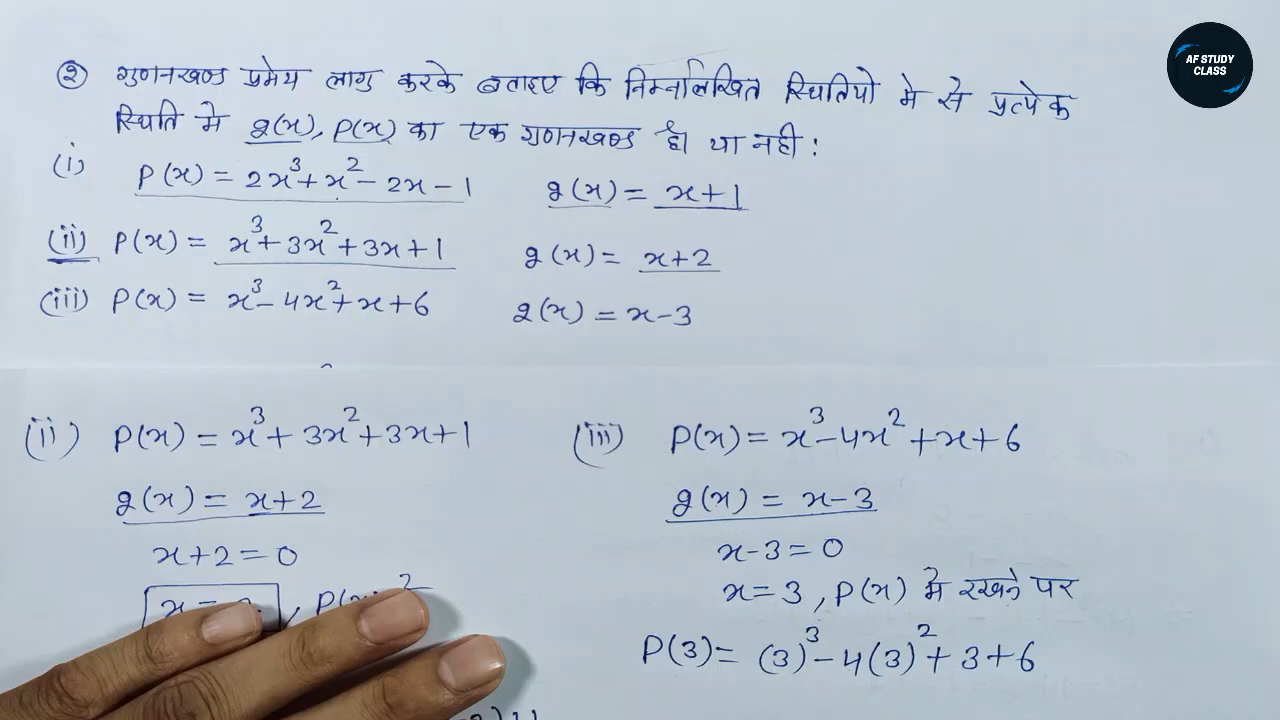 AF STUDY
CLASS
② गुणनखण्ड प्रमेय लागु करके बताइए कि निम्नलिखित स्थितियो मे से प्रत्येक
स्थिति मे g(x), P(x) का एक गुणनखण्ड है। या नही:
(i) P(x) = 2x³+x²-2x-1 g(x) = x+1
(ii) P(x) = x³+3x²+3x+1 g(x) = x+2
(iii) P(x) = x³-4x²+x+6 g(x) = x-3
(ii) P(x) = x³+3x²+3x+1
g(x) = x+2
x+2=0
(iii) P(x) = x³-4x²+x+6
g(x) = x-3
x-3=0
x=3, P(x) मे रखने पर
P(3) = (3)³-4(3)²+3+6